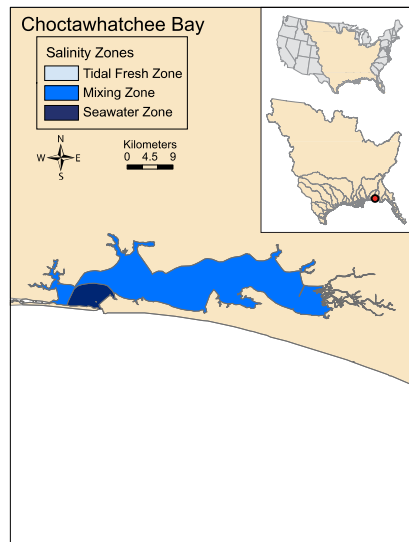 Choctawhatchee Bay
Salinity Zones
Tidal Fresh Zone
Mixing Zone
Seawater Zone
N
W E
S
Kilometers
0 4.5 9